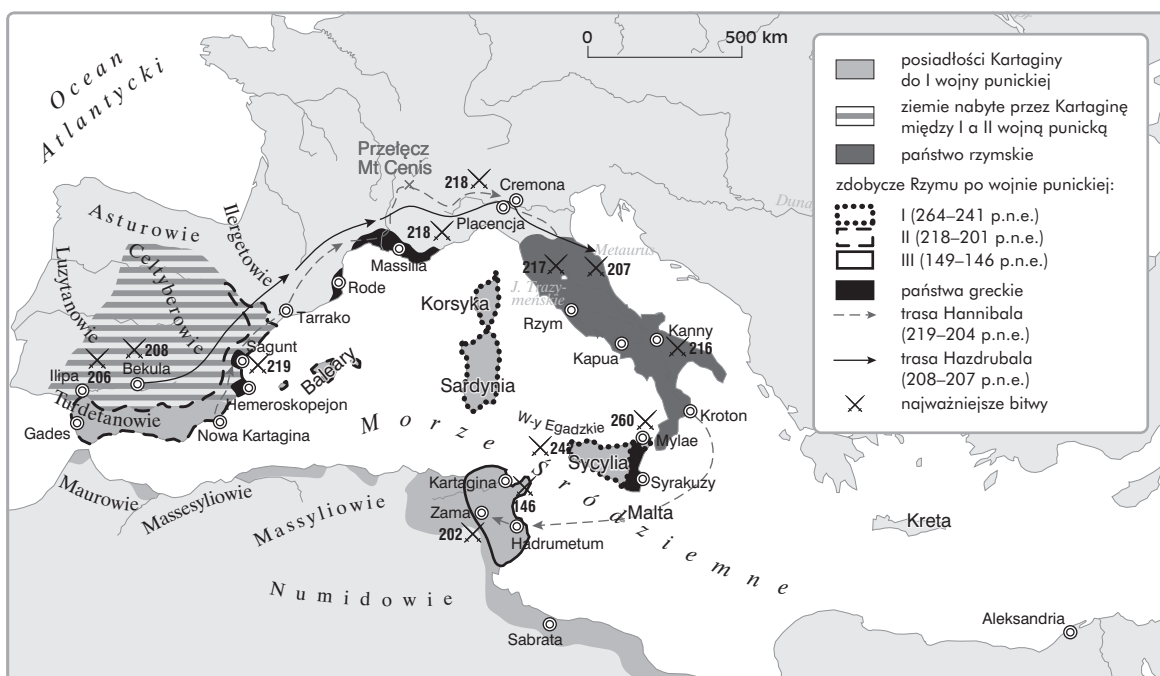 Ocean
Atlantycki
0 500 km
posiadłości Kartaginy
do I wojny punickiej
ziemie nabyte przez Kartaginę
między I a II wojną punicką
państwo rzymskie
zdobycze Rzymu po wojnie punickiej:
I (264–241 p.n.e.)
II (218–201 p.n.e.)
III (149–146 p.n.e.)
państwa greckie
trasa Hannibala
(219–204 p.n.e.)
trasa Hazdrubala
(208–207 p.n.e.)
najważniejsze bitwy
Przełęcz
Mt Cenis
218
Cremona
Placencja
218
Massilia
Rode
Tarrako
Asturowie
Ilergetowie
Celtyberowie
Luzytanowie
208
Bekula
Ilipa
206
Sagunt
219
Hemeroskopejon
Baleary
Turdetanowie
Gades
Nowa Kartagina
Duna
Metaurus
217
207
J. Trazy-
meńskie
Korsyka
Rzym
Kanny
216
Kapua
Sardynia
Kroton
260
Mylae
W-y Egadzkie
242
Sycylia
Syrakuzy
Morze Śródziemne
Kartagina
146
Zama
202
Hadrumetum
Malta
Kreta
Maurowie
Massesyliowie
Massyliowie
Numidowie
Sabrata
Aleksandria